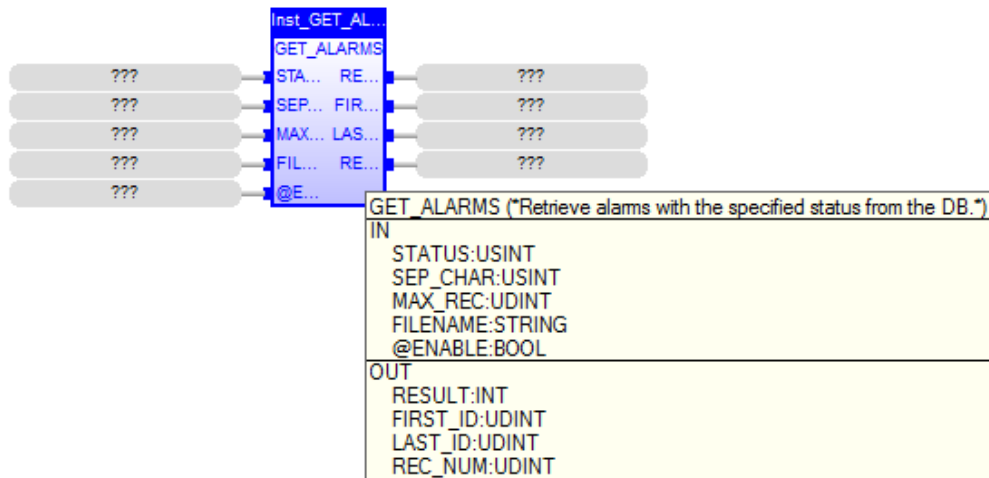 Inst_GET_AL...
GET_ALARMS
??? STA... RE... ???
??? SEP... FIR... ???
??? MAX... LAS... ???
??? FIL... RE... ???
??? @E...
GET_ALARMS (*Retrieve alarms with the specified status from the DB.*)
IN
STATUS:USINT
SEP_CHAR:USINT
MAX_REC:UDINT
FILENAME:STRING
@ENABLE:BOOL
OUT
RESULT:INT
FIRST_ID:UDINT
LAST_ID:UDINT
REC_NUM:UDINT